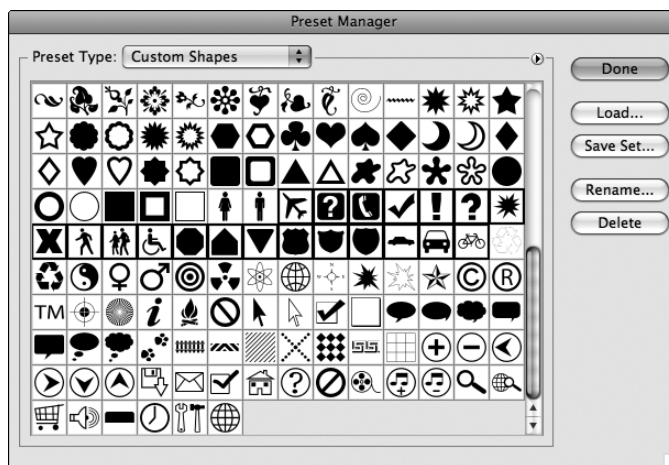 Preset Manager
Preset Type: Custom Shapes
Done
Load...
Save Set...
Rename...
Delete
?
! ?
X
N
W E
S
© ®
TM
i
?